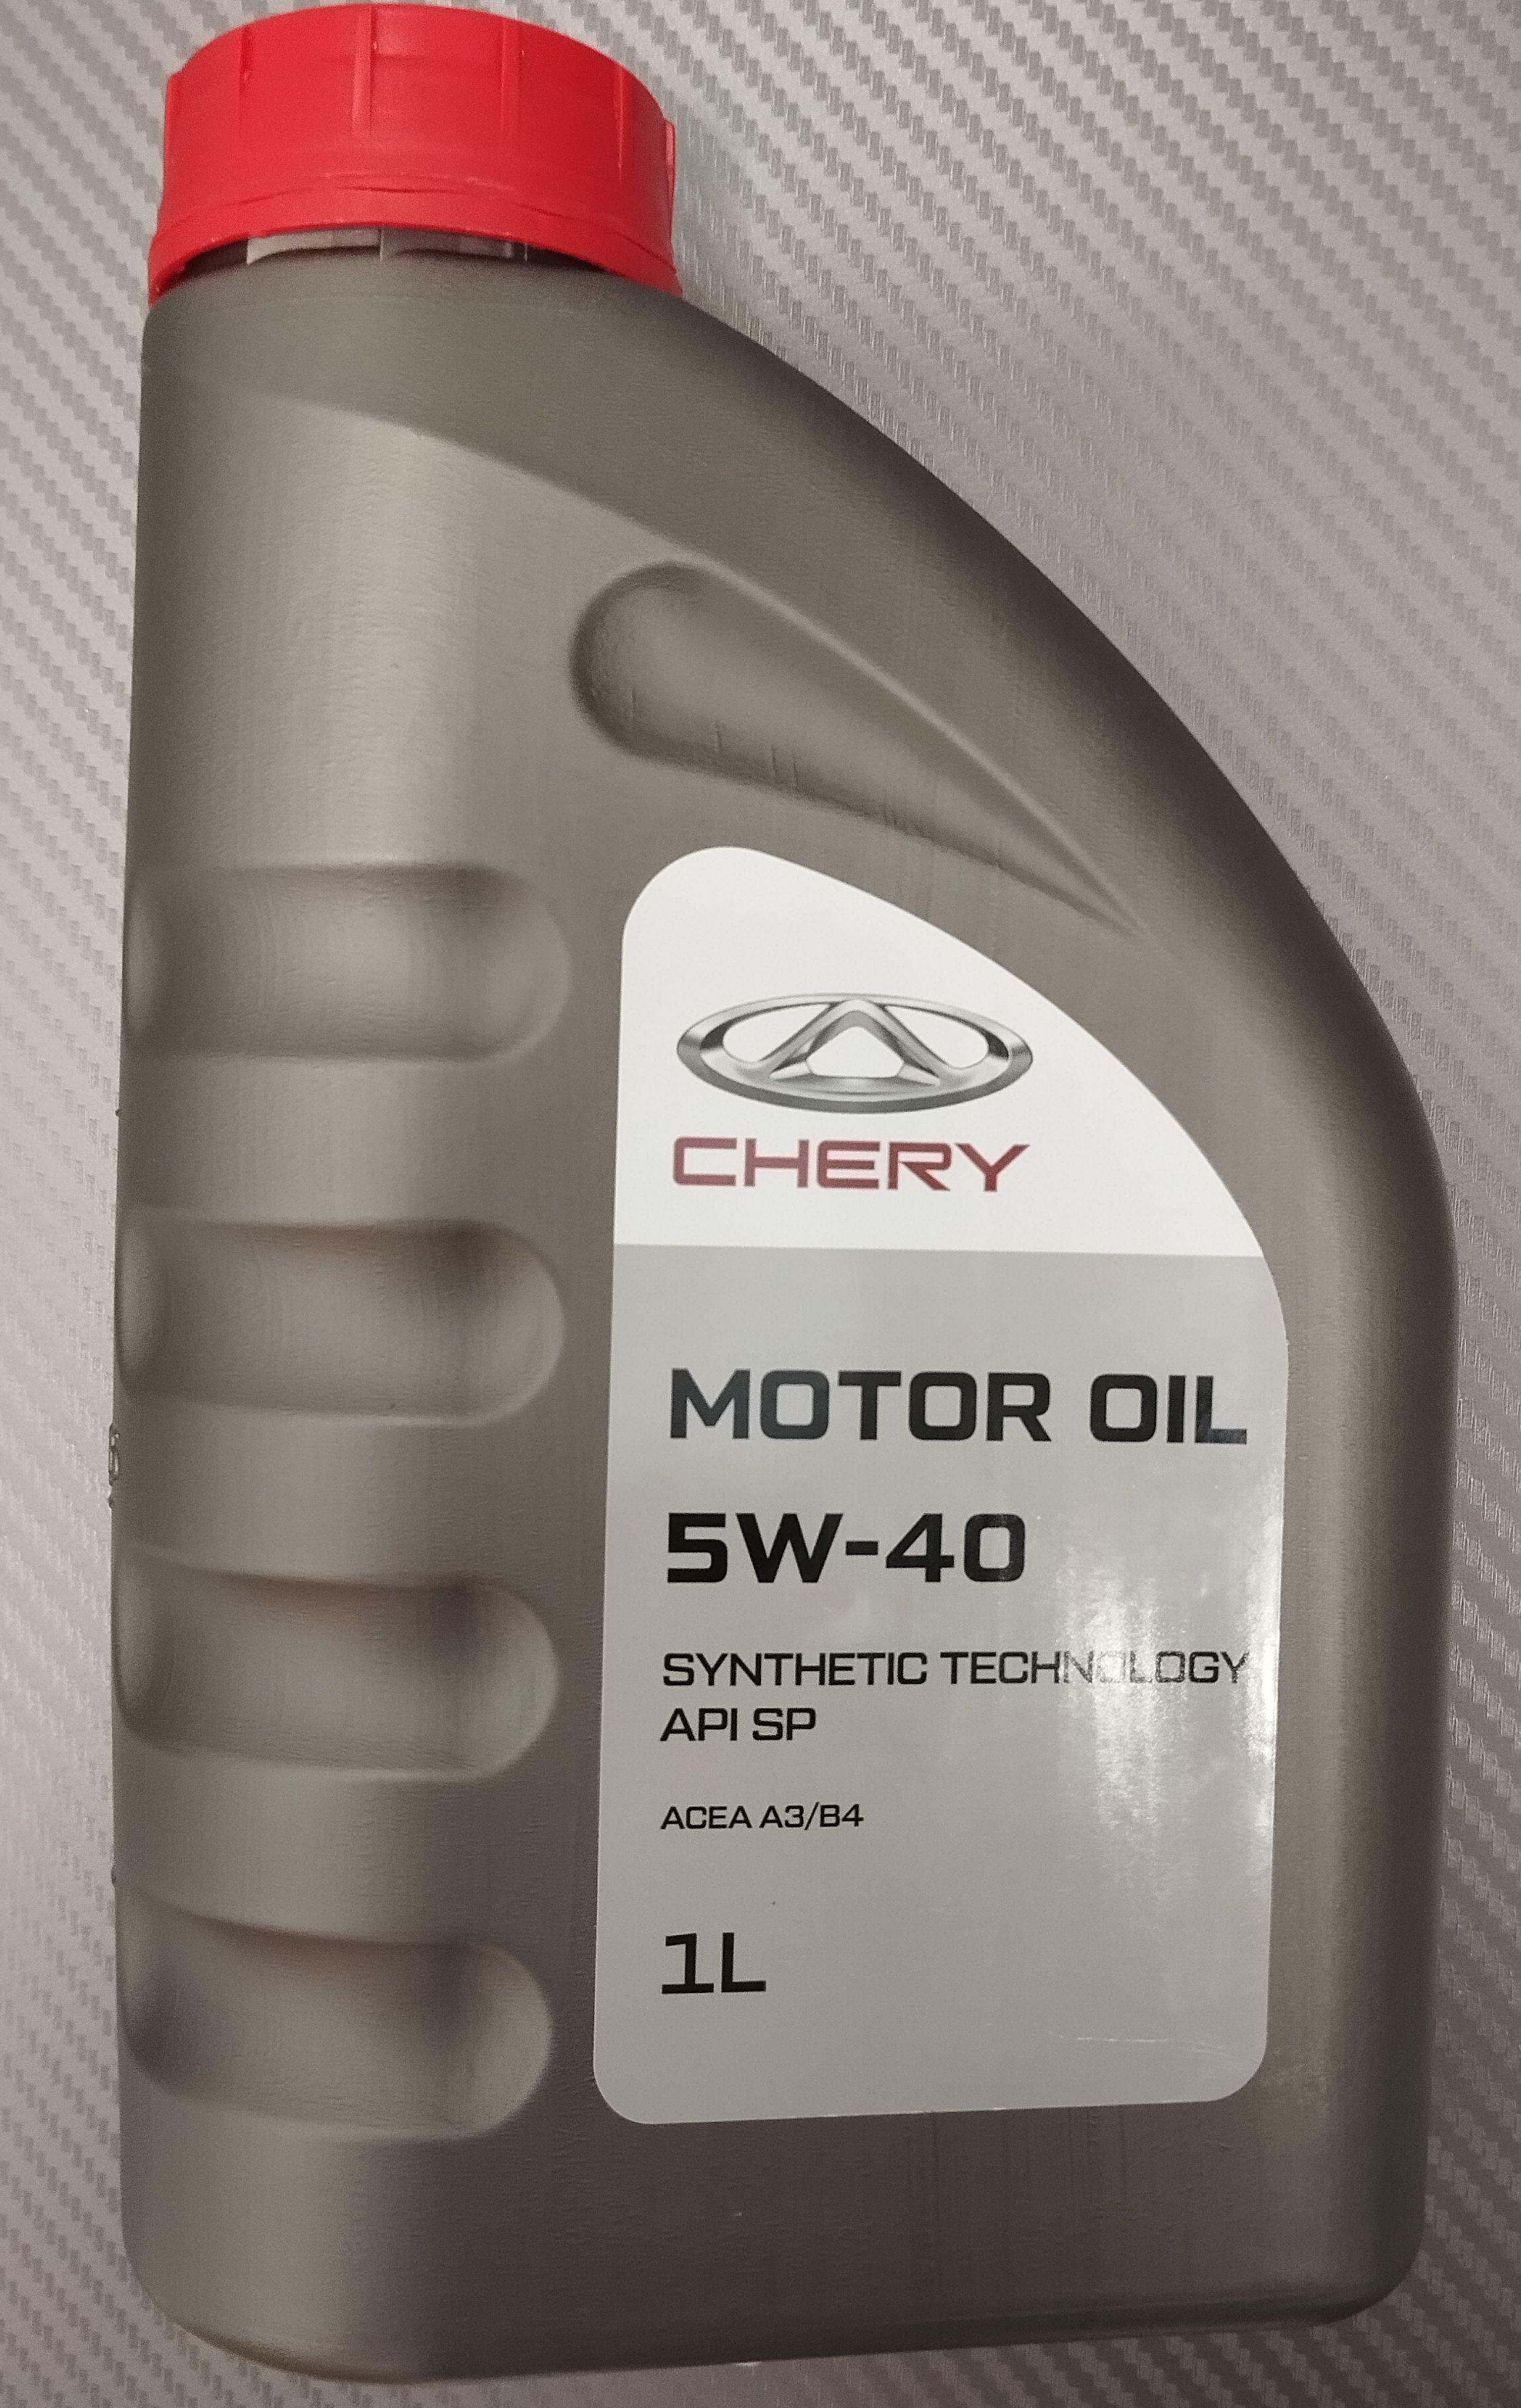 CHERY
MOTOR OIL
5W-40
SYNTHETIC TECHNOLOGY
API SP
ACEA A3/B4
1L